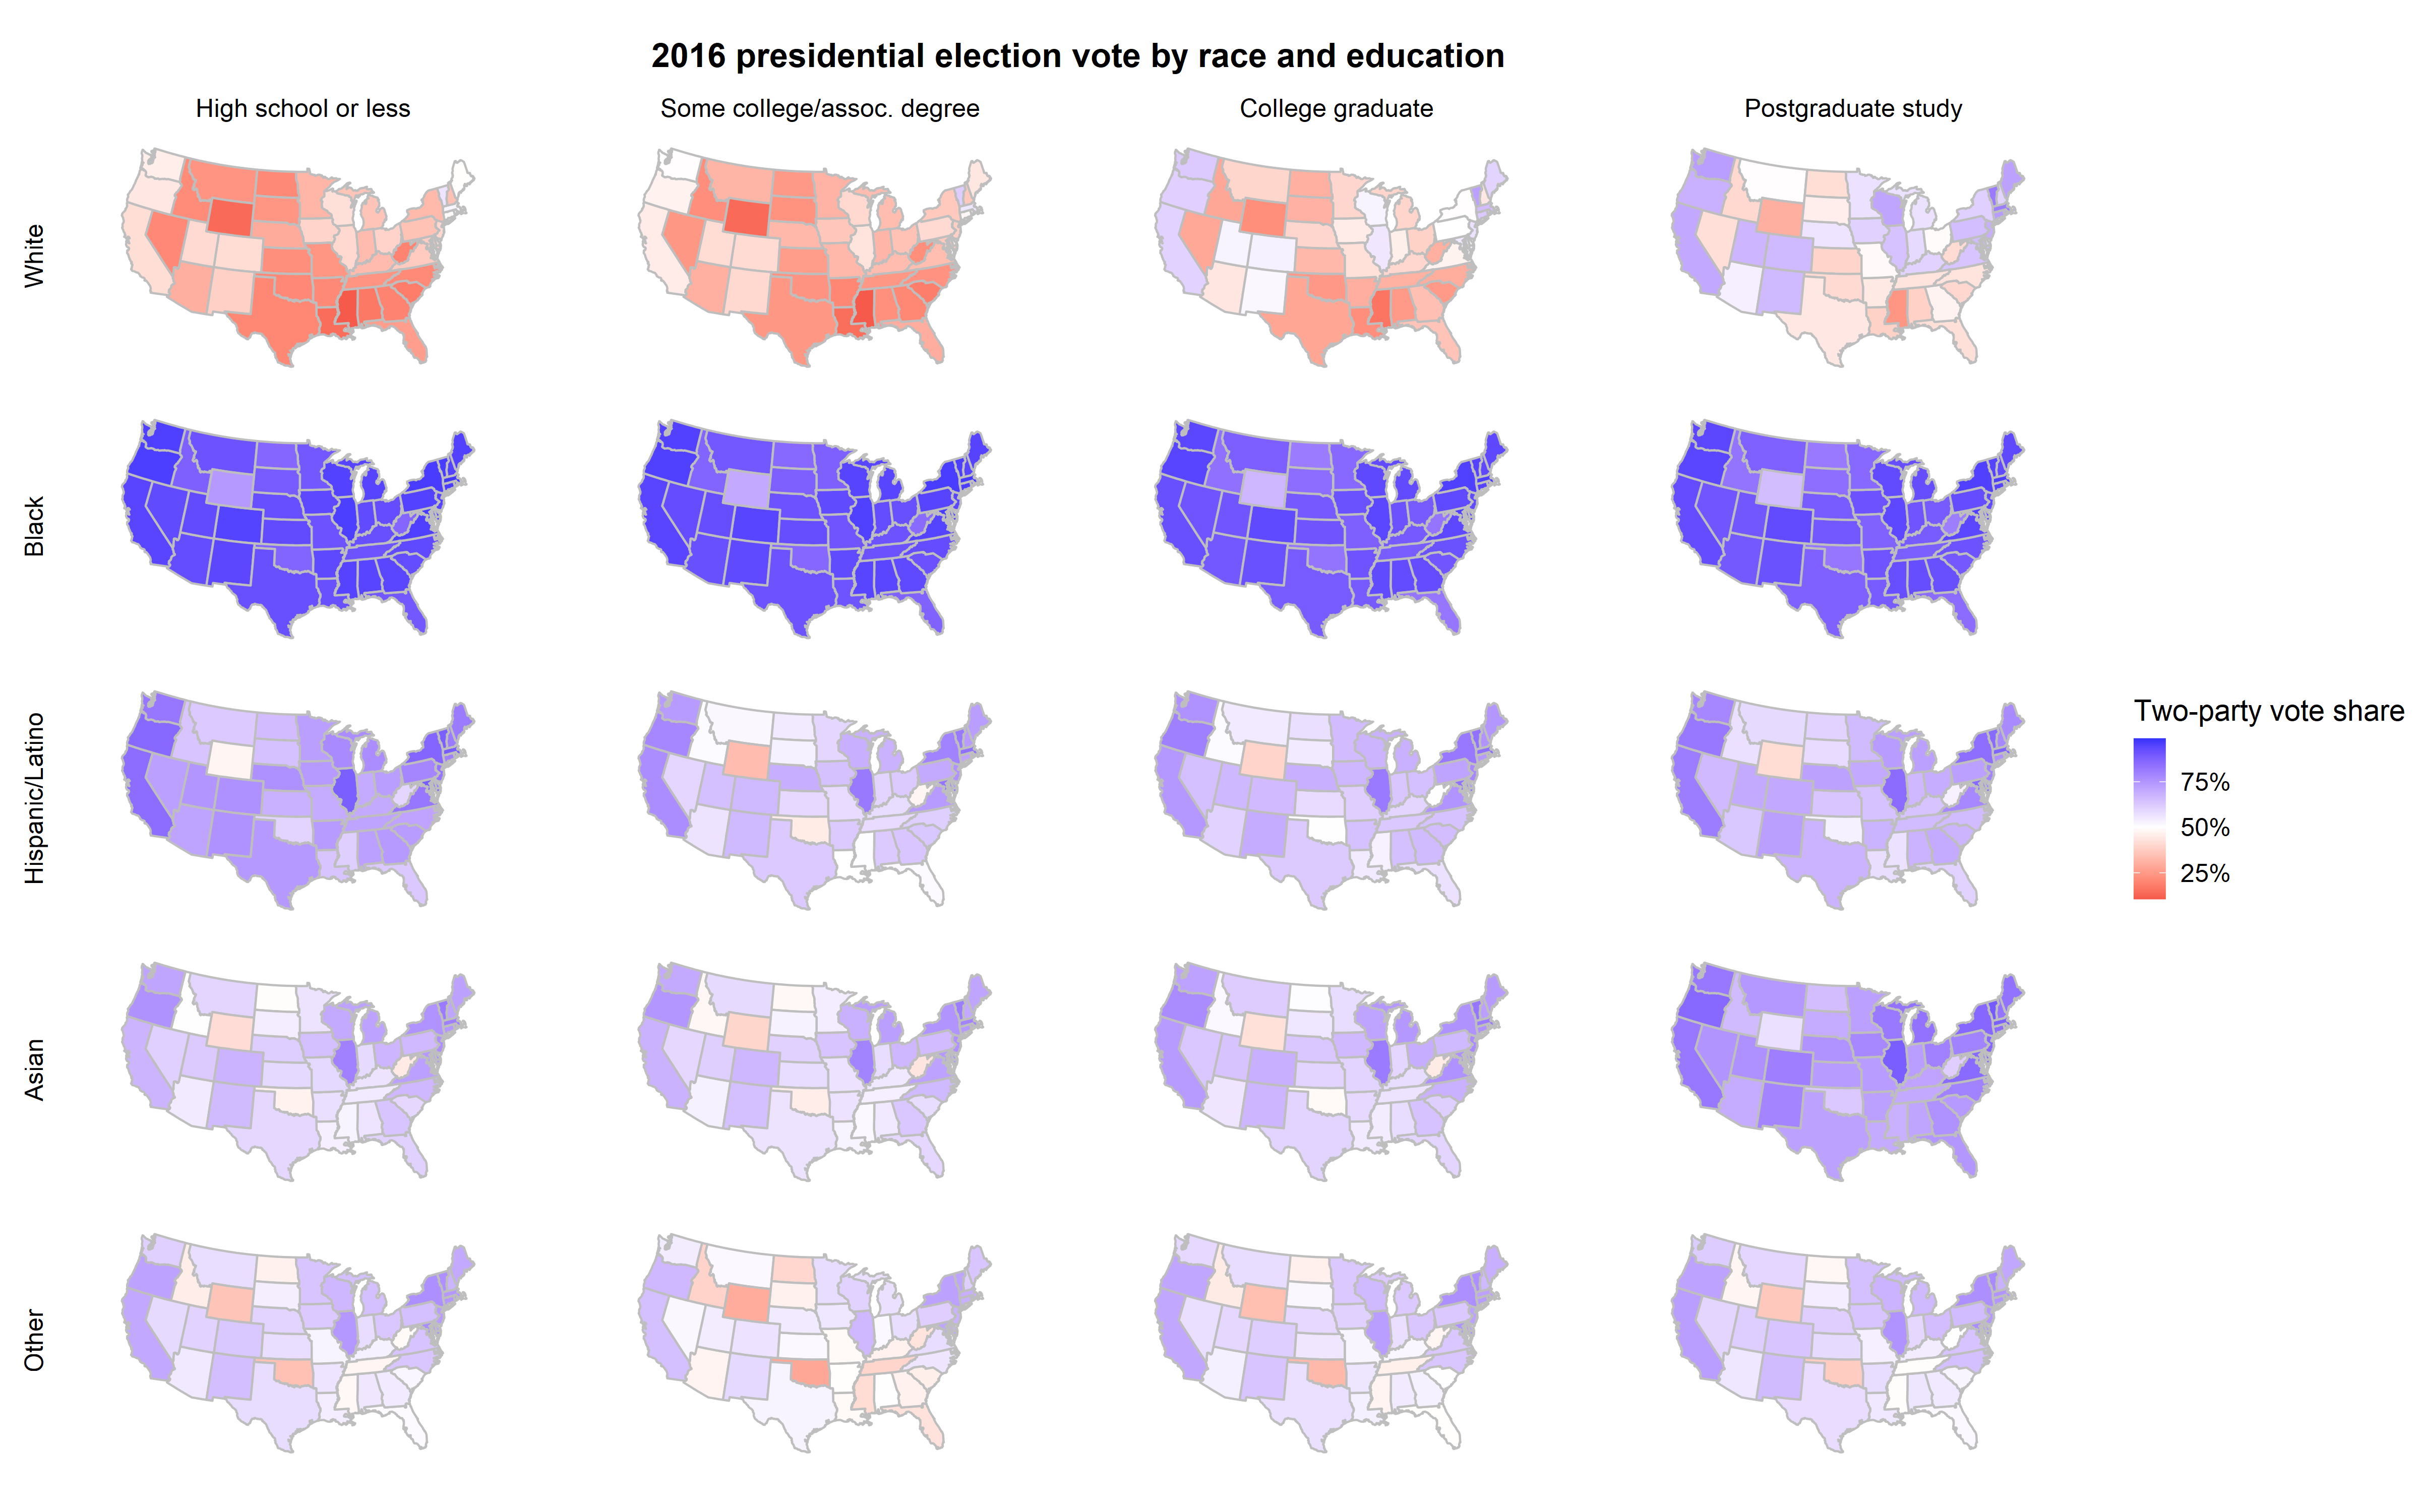 2016 presidential election vote by race and education
High school or less
Some college/assoc. degree
College graduate
Postgraduate study
White
Black
Hispanic/Latino
Asian
Other
Two-party vote share
75%
50%
25%